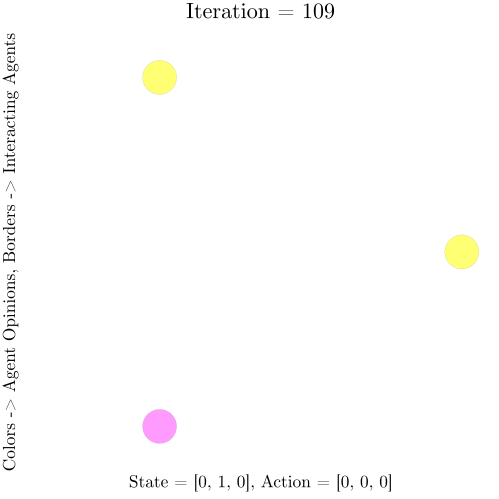 Iteration = 109
Colors -> Agent Opinions, Borders -> Interacting Agents
State = [0, 1, 0], Action = [0, 0, 0]